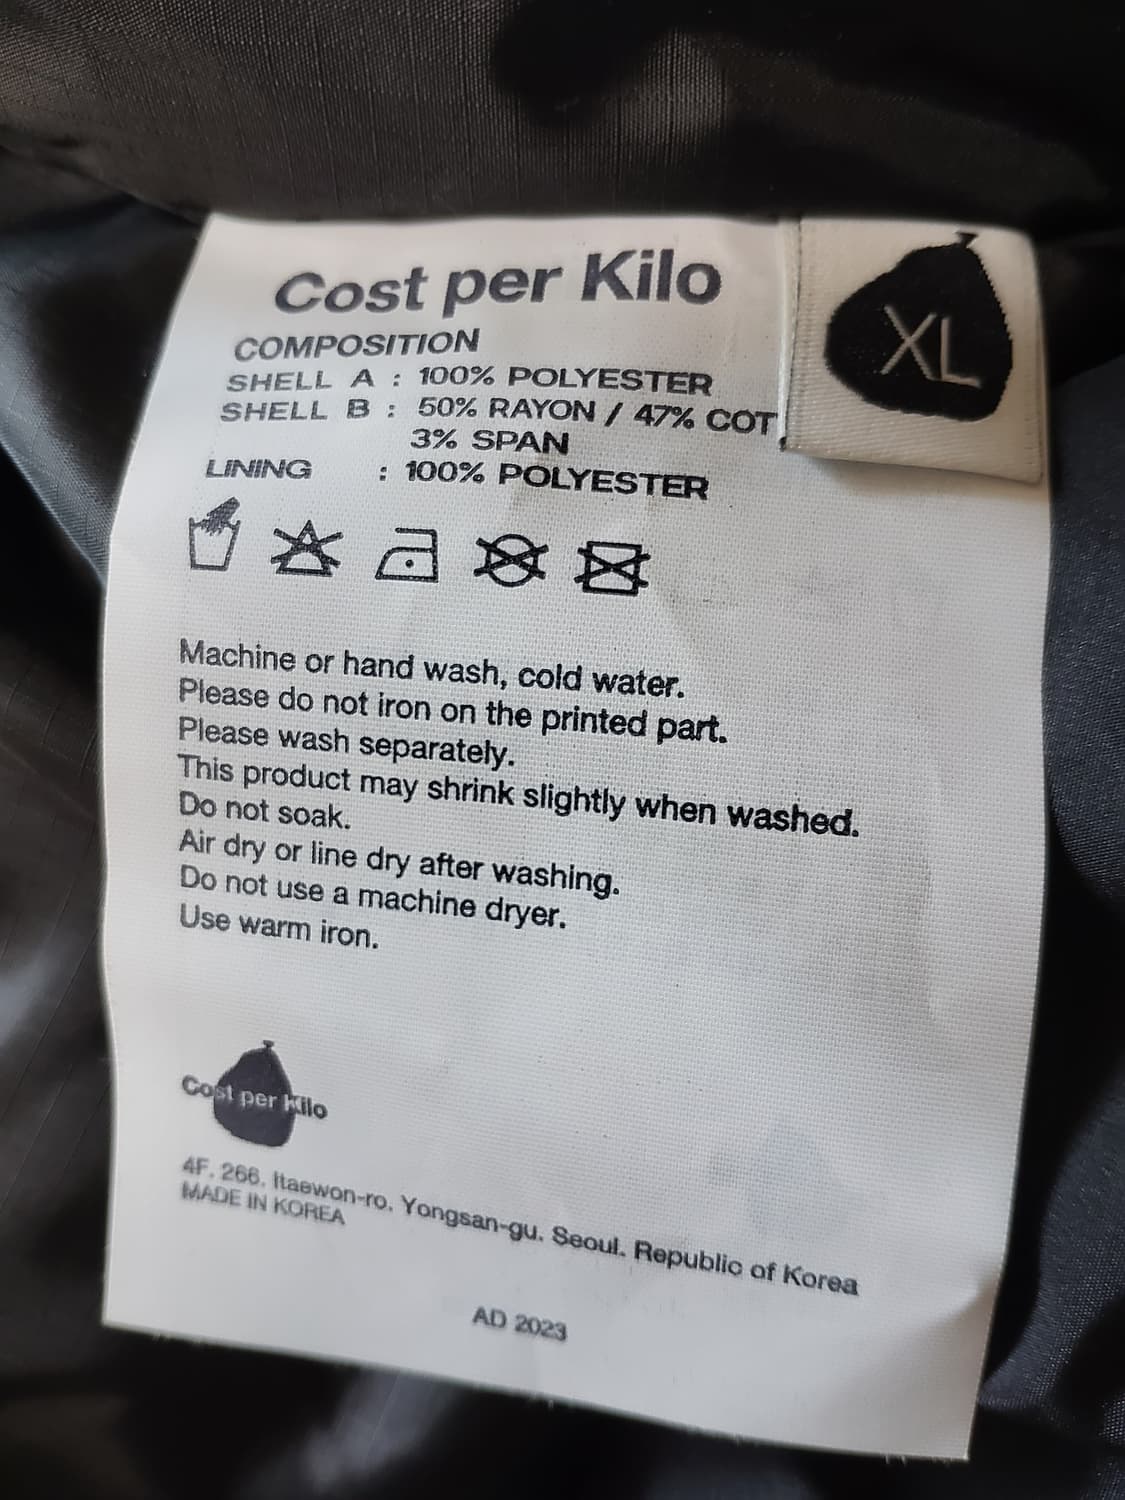 Cost per Kilo
XL
COMPOSITION
SHELL A : 100% POLYESTER
SHELL B : 50% RAYON / 47% COT
3% SPAN
LINING : 100% POLYESTER
Machine or hand wash, cold water.
Please do not iron on the printed part.
Please wash separately.
This product may shrink slightly when washed.
Do not soak.
Air dry or line dry after washing.
Do not use a machine dryer.
Use warm iron.
Cost per Kilo
4F. 266. Itaewon-ro. Yongsan-gu. Seoul. Republic of Korea
MADE IN KOREA
AD 2023